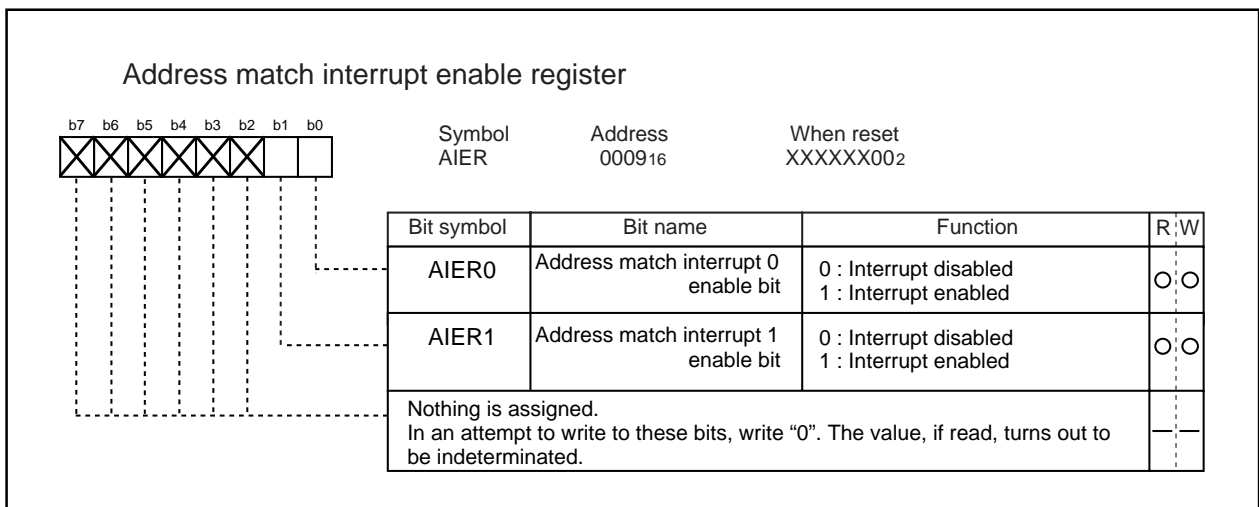 Address match interrupt enable register
b7 b6 b5 b4 b3 b2 b1 b0
Symbol Address When reset
AIER 000916 XXXXXX002
Bit symbol Bit name Function R W
AIER0 Address match interrupt 0 enable bit 0 : Interrupt disabled
1 : Interrupt enabled
AIER1 Address match interrupt 1 enable bit 0 : Interrupt disabled
1 : Interrupt enabled
Nothing is assigned.
In an attempt to write to these bits, write “0”. The value, if read, turns out to
be indeterminated.